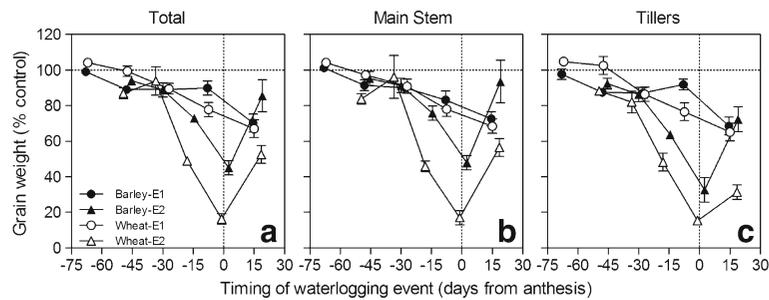 Total
Main Stem
Tillers
Grain weight (% control)
120
100
80
60
40
20
0
Barley-E1
Barley-E2
Wheat-E1
Wheat-E2
a
b
c
-75 -60 -45 -30 -15 0 15 30
-75 -60 -45 -30 -15 0 15 30
-75 -60 -45 -30 -15 0 15 30
Timing of waterlogging event (days from anthesis)